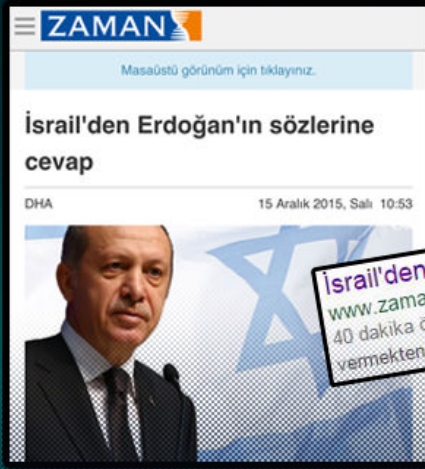 ZAMAN
Masaüstü görünüm için tıklayınız.
İsrail'den Erdoğan'ın sözlerine
cevap
DHA 15 Aralık 2015, Salı 10:53
İsrail'den
www.zama
40 dakika
vermekten